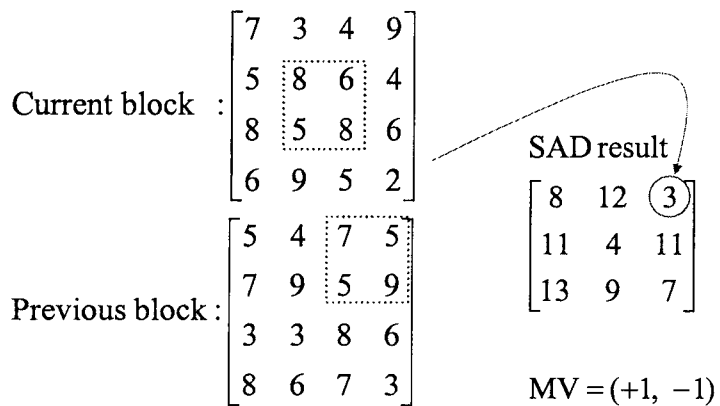 7 3 4 9
5 8 6 4
Current block :
8 5 8 6
6 9 5 2
SAD result
8 12 3
11 4 11
13 9 7
5 4 7 5
7 9 5 9
Previous block :
3 3 8 6
8 6 7 3
MV = (+1, −1)